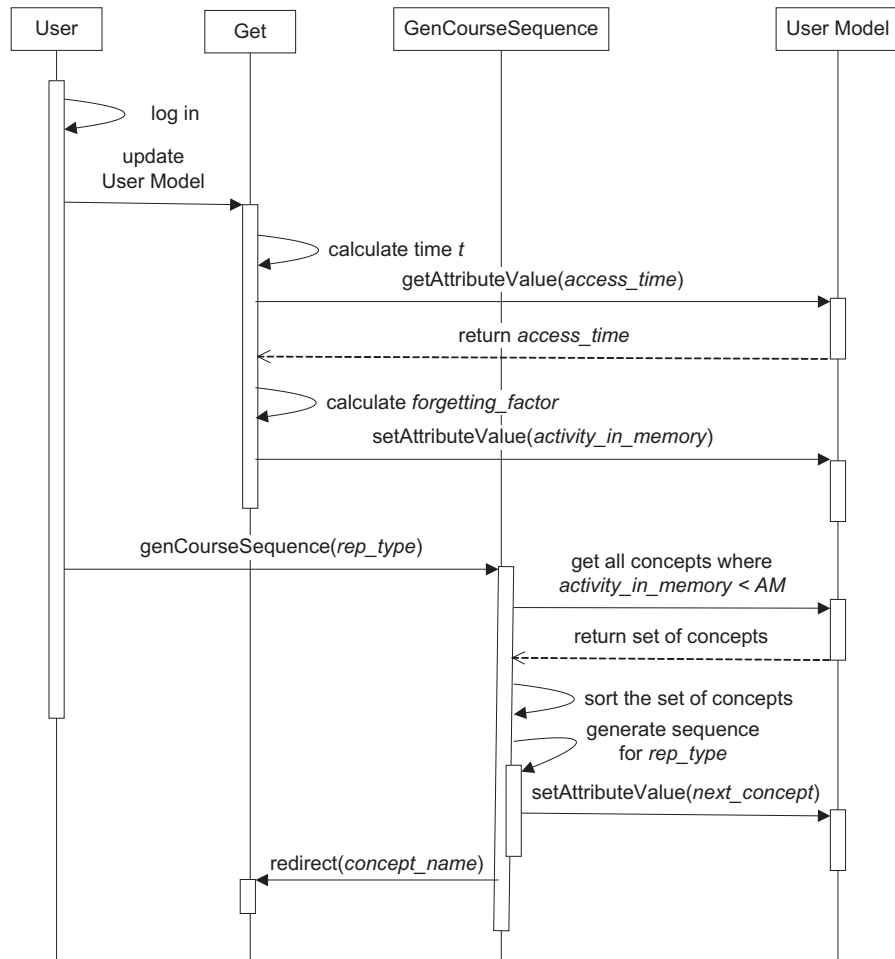 User
Get
GenCourseSequence
User Model
log in
update
User Model
calculate time t
getAttributeValue(access_time)
return access_time
calculate forgetting_factor
setAttributeValue(activity_in_memory)
genCourseSequence(rep_type)
get all concepts where
activity_in_memory < AM
return set of concepts
sort the set of concepts
generate sequence
for rep_type
setAttributeValue(next_concept)
redirect(concept_name)